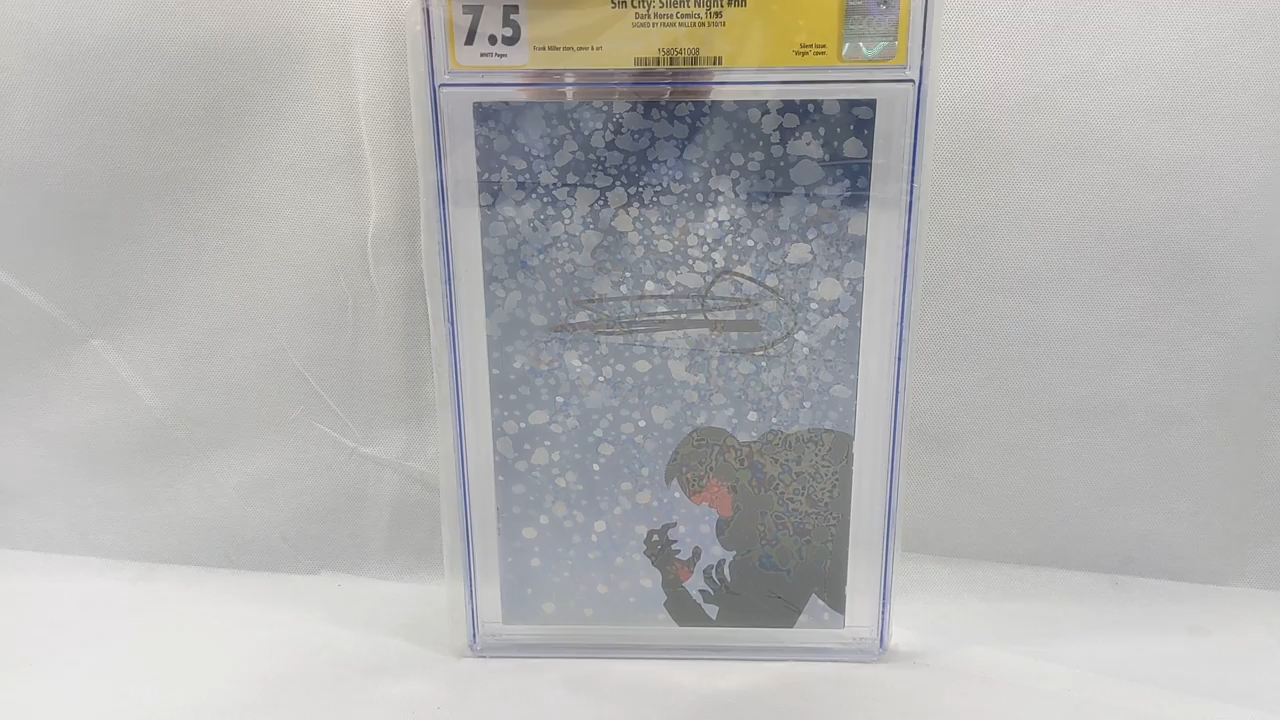 Sin City: Silent Night #nn
7.5
Dark Horse Comics, 11/95
SIGNED BY FRANK MILLER ON 3/10/18
WHITE Pages
Frank Miller story, cover & art
1580541008
Silent Issue.
"Virgin" cover.